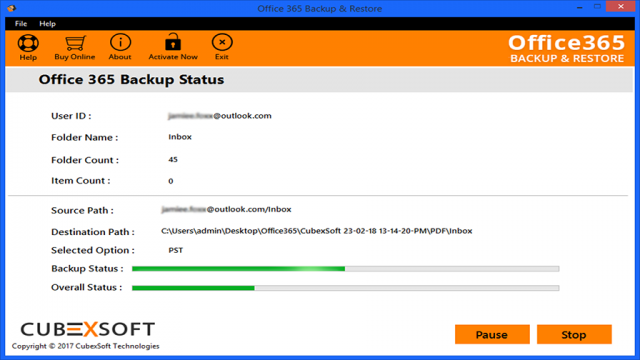 Office 365 Backup & Restore
File Help
Help Buy Online About Activate Now Exit
Office365
BACKUP & RESTORE
Office 365 Backup Status
User ID : @outlook.com
Folder Name : Inbox
Folder Count : 45
Item Count : 0
Source Path : @outlook.com/Inbox
Destination Path : C:\Users\admin\Desktop\Office365\CubexSoft 23-02-18 13-14-20-PM\PDF\Inbox
Selected Option : PST
Backup Status :
Overall Status :
CUBEXSOFT
Copyright © 2017 CubexSoft Technologies
Pause Stop